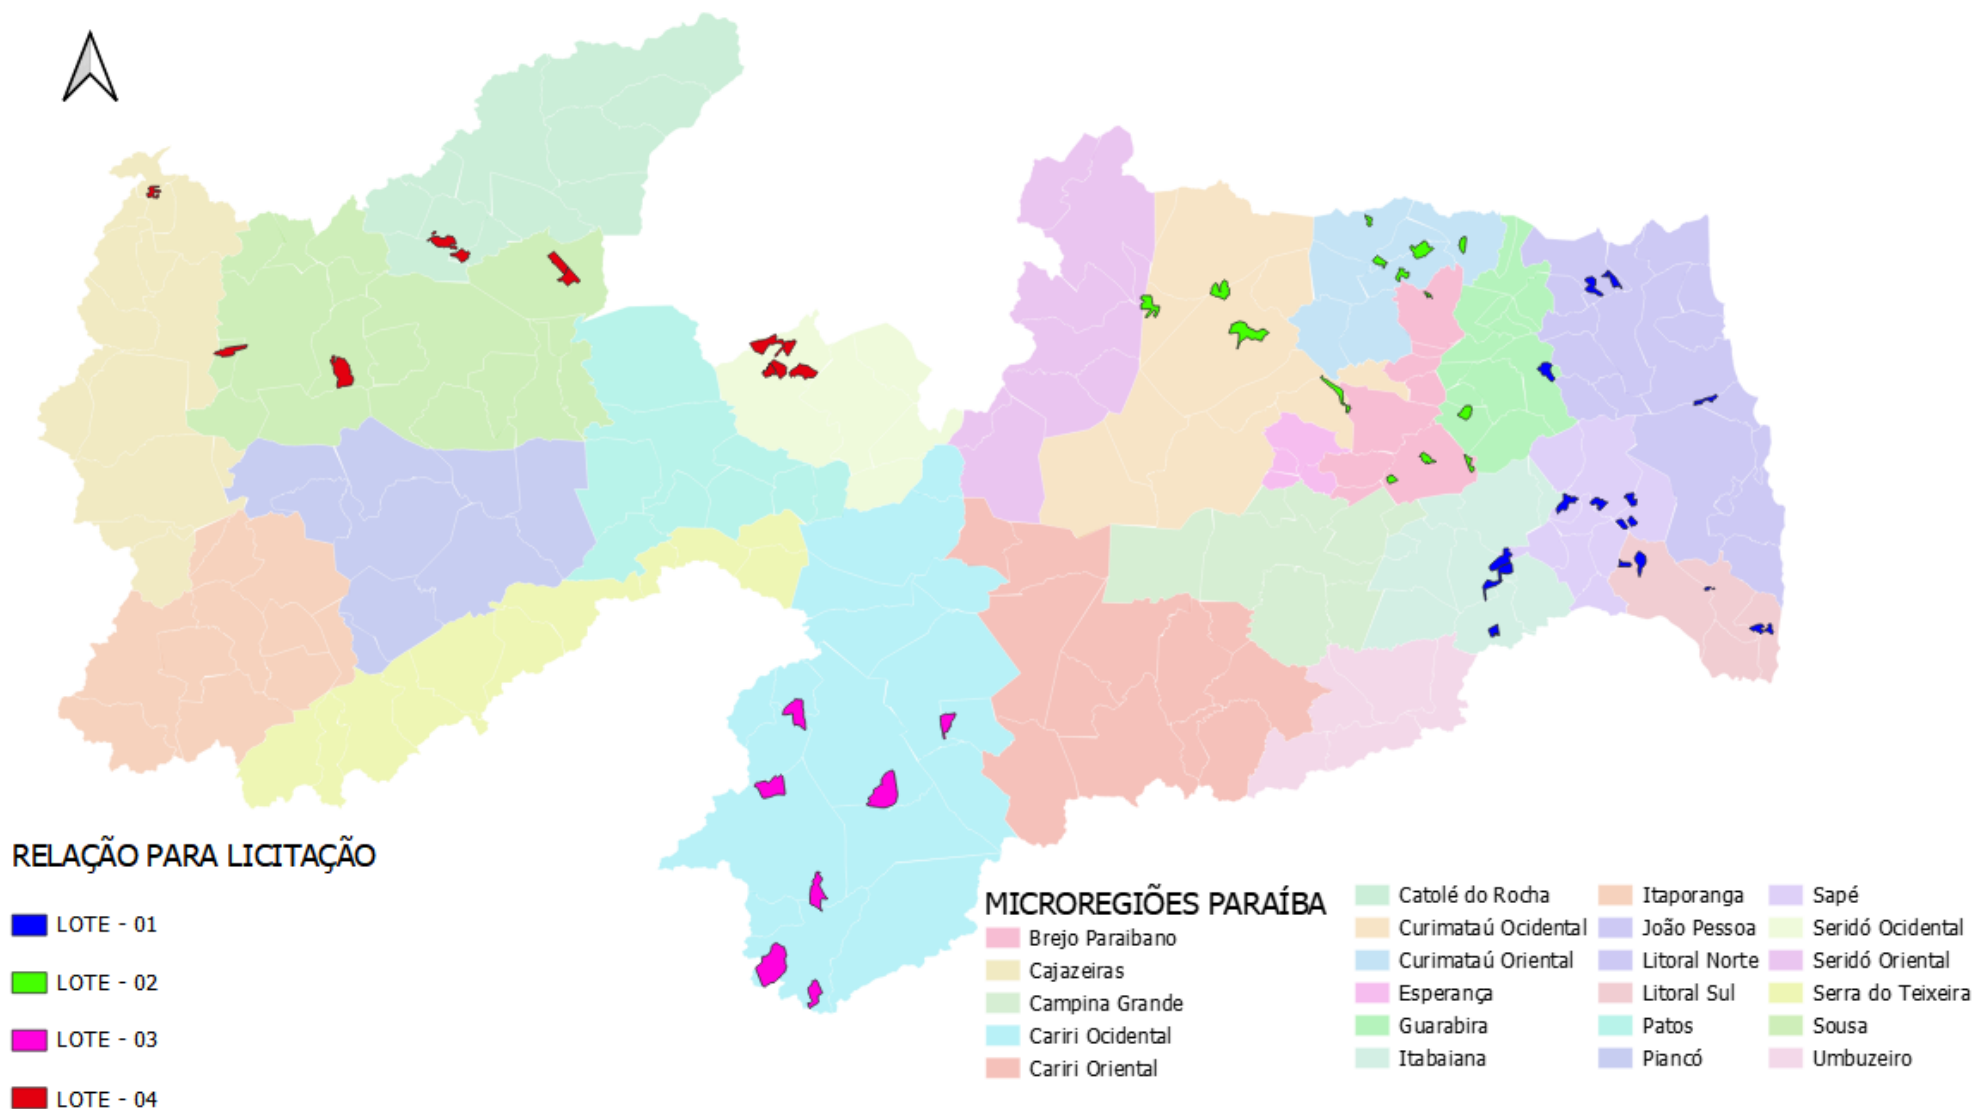 RELAÇÃO PARA LICITAÇÃO
LOTE - 01
LOTE - 02
LOTE - 03
LOTE - 04
MICROREGIÕES PARAÍBA
Brejo Paraibano
Cajazeiras
Campina Grande
Cariri Ocidental
Cariri Oriental
Catolé do Rocha
Curimataú Ocidental
Curimataú Oriental
Esperança
Guarabira
Itabaiana
Itaporanga
João Pessoa
Litoral Norte
Litoral Sul
Patos
Piancó
Sapé
Seridó Ocidental
Seridó Oriental
Serra do Teixeira
Sousa
Umbuzeiro